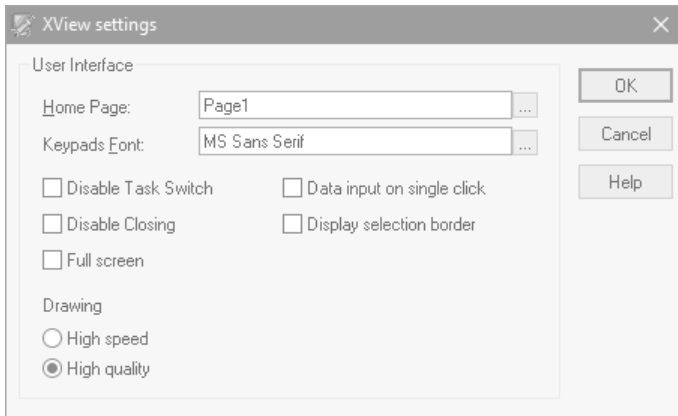 XView settings
User Interface
Home Page: Page1 ...
Keypads Font: MS Sans Serif ...
Disable Task Switch Data input on single click
Disable Closing Display selection border
Full screen
Drawing
High speed
High quality
OK
Cancel
Help